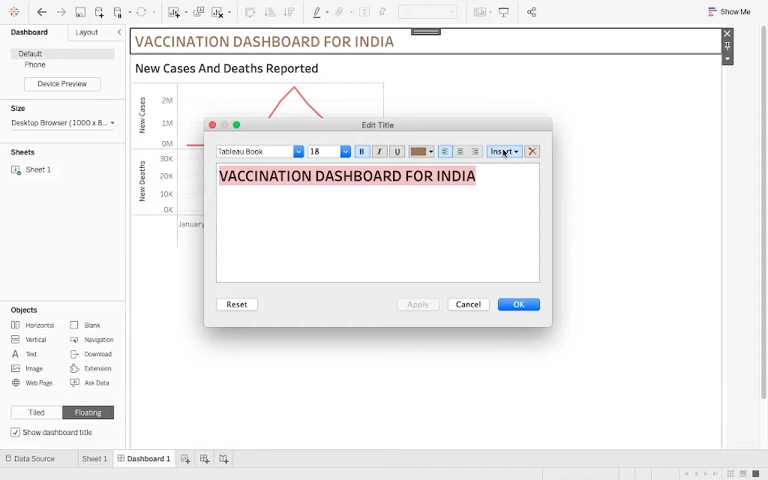 Show Me
Dashboard
Layout
Default
Phone
Device Preview
Size
Desktop Browser (1000 x 8...
Sheets
Sheet 1
Objects
Horizontal
Blank
Vertical
Navigation
Text
Download
Image
Extension
Web Page
Ask Data
Tiled
Floating
Show dashboard title
VACCINATION DASHBOARD FOR INDIA
New Cases And Deaths Reported
New Cases
2M
1M
0M
New Deaths
30K
20K
10K
0K
January
Edit Title
Tableau Book
18
B
I
U
Insert
VACCINATION DASHBOARD FOR INDIA
Reset
Apply
Cancel
OK
Data Source
Sheet 1
Dashboard 1